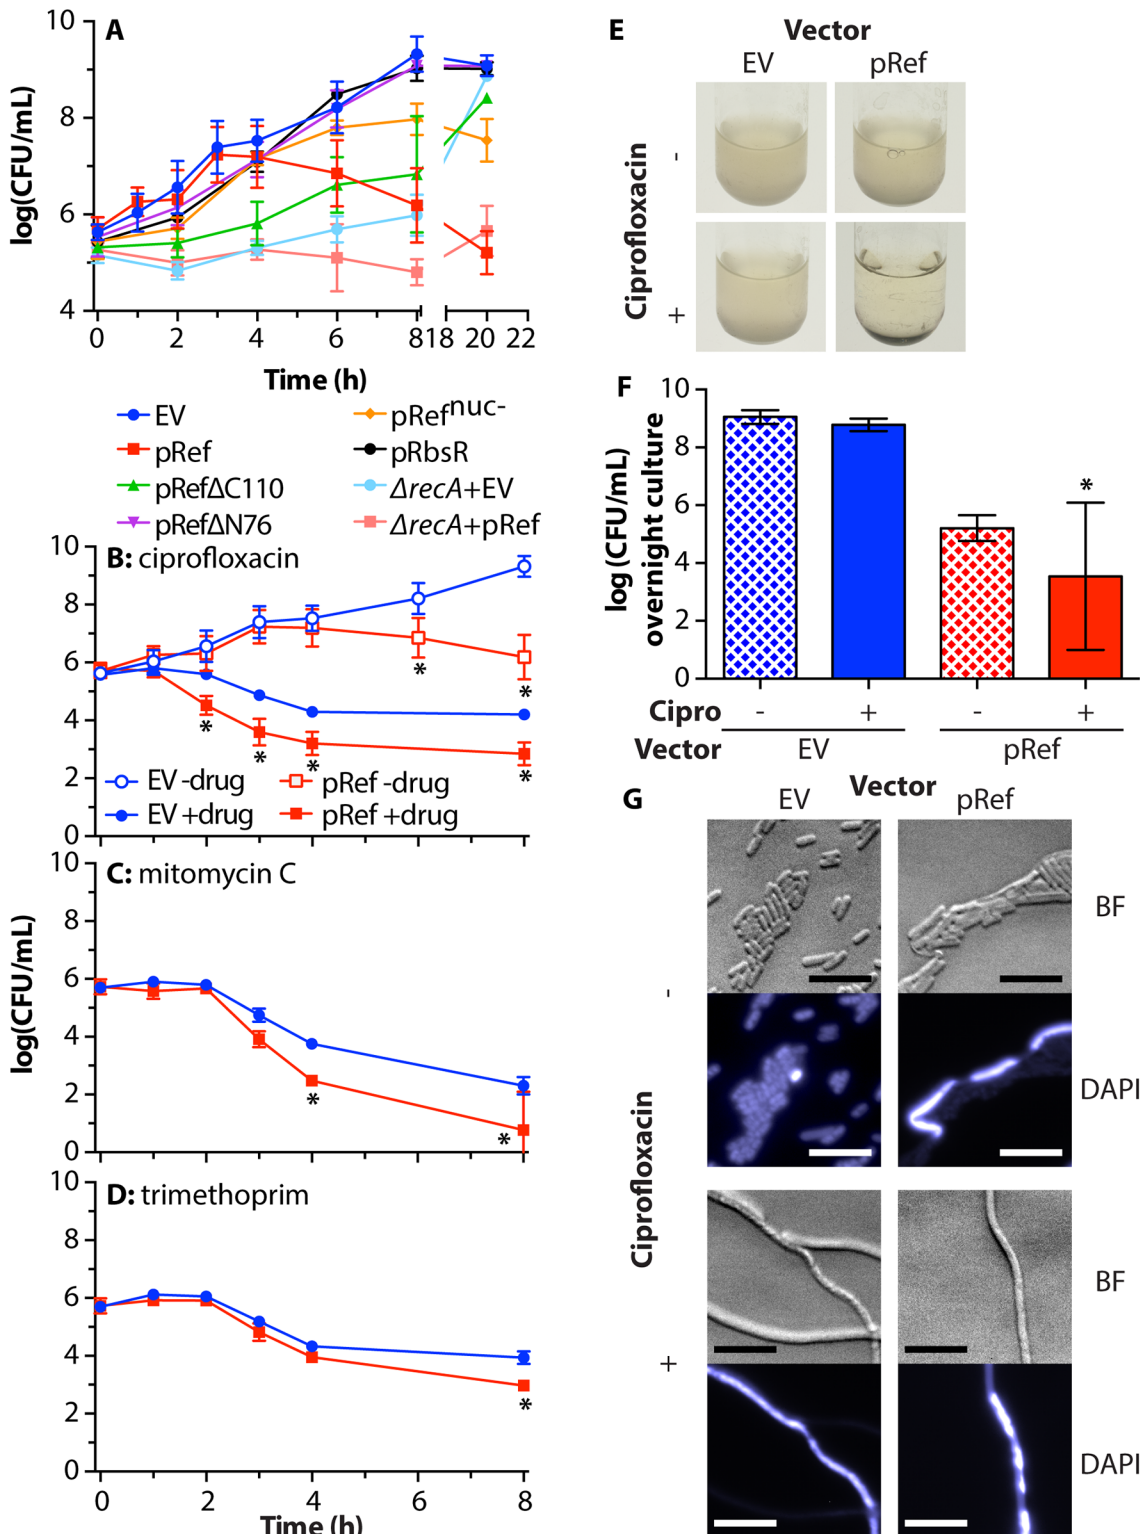 A
10
8
6
4
log(CFU/mL)
0 2 4 6 8 18 20 22
Time (h)
EV
pRef
pRefΔC110
pRefΔN76
pRefnuc-
pRbsR
ΔrecA+EV
ΔrecA+pRef
B: ciprofloxacin
10
8
6
4
2
0
*
*
*
*
*
*
EV -drug
pRef -drug
EV +drug
pRef +drug
C: mitomycin C
10
8
6
4
2
0
log(CFU/mL)
*
*
D: trimethoprim
10
8
6
4
2
0
*
0 2 4 6 8
Time (h)
E
Vector
EV pRef
Ciprofloxacin
-
+
F
10
8
6
4
2
0
log (CFU/mL)
overnight culture
*
Cipro - + - +
Vector EV pRef
G
Vector
EV pRef
Ciprofloxacin
-
BF
DAPI
+
BF
DAPI